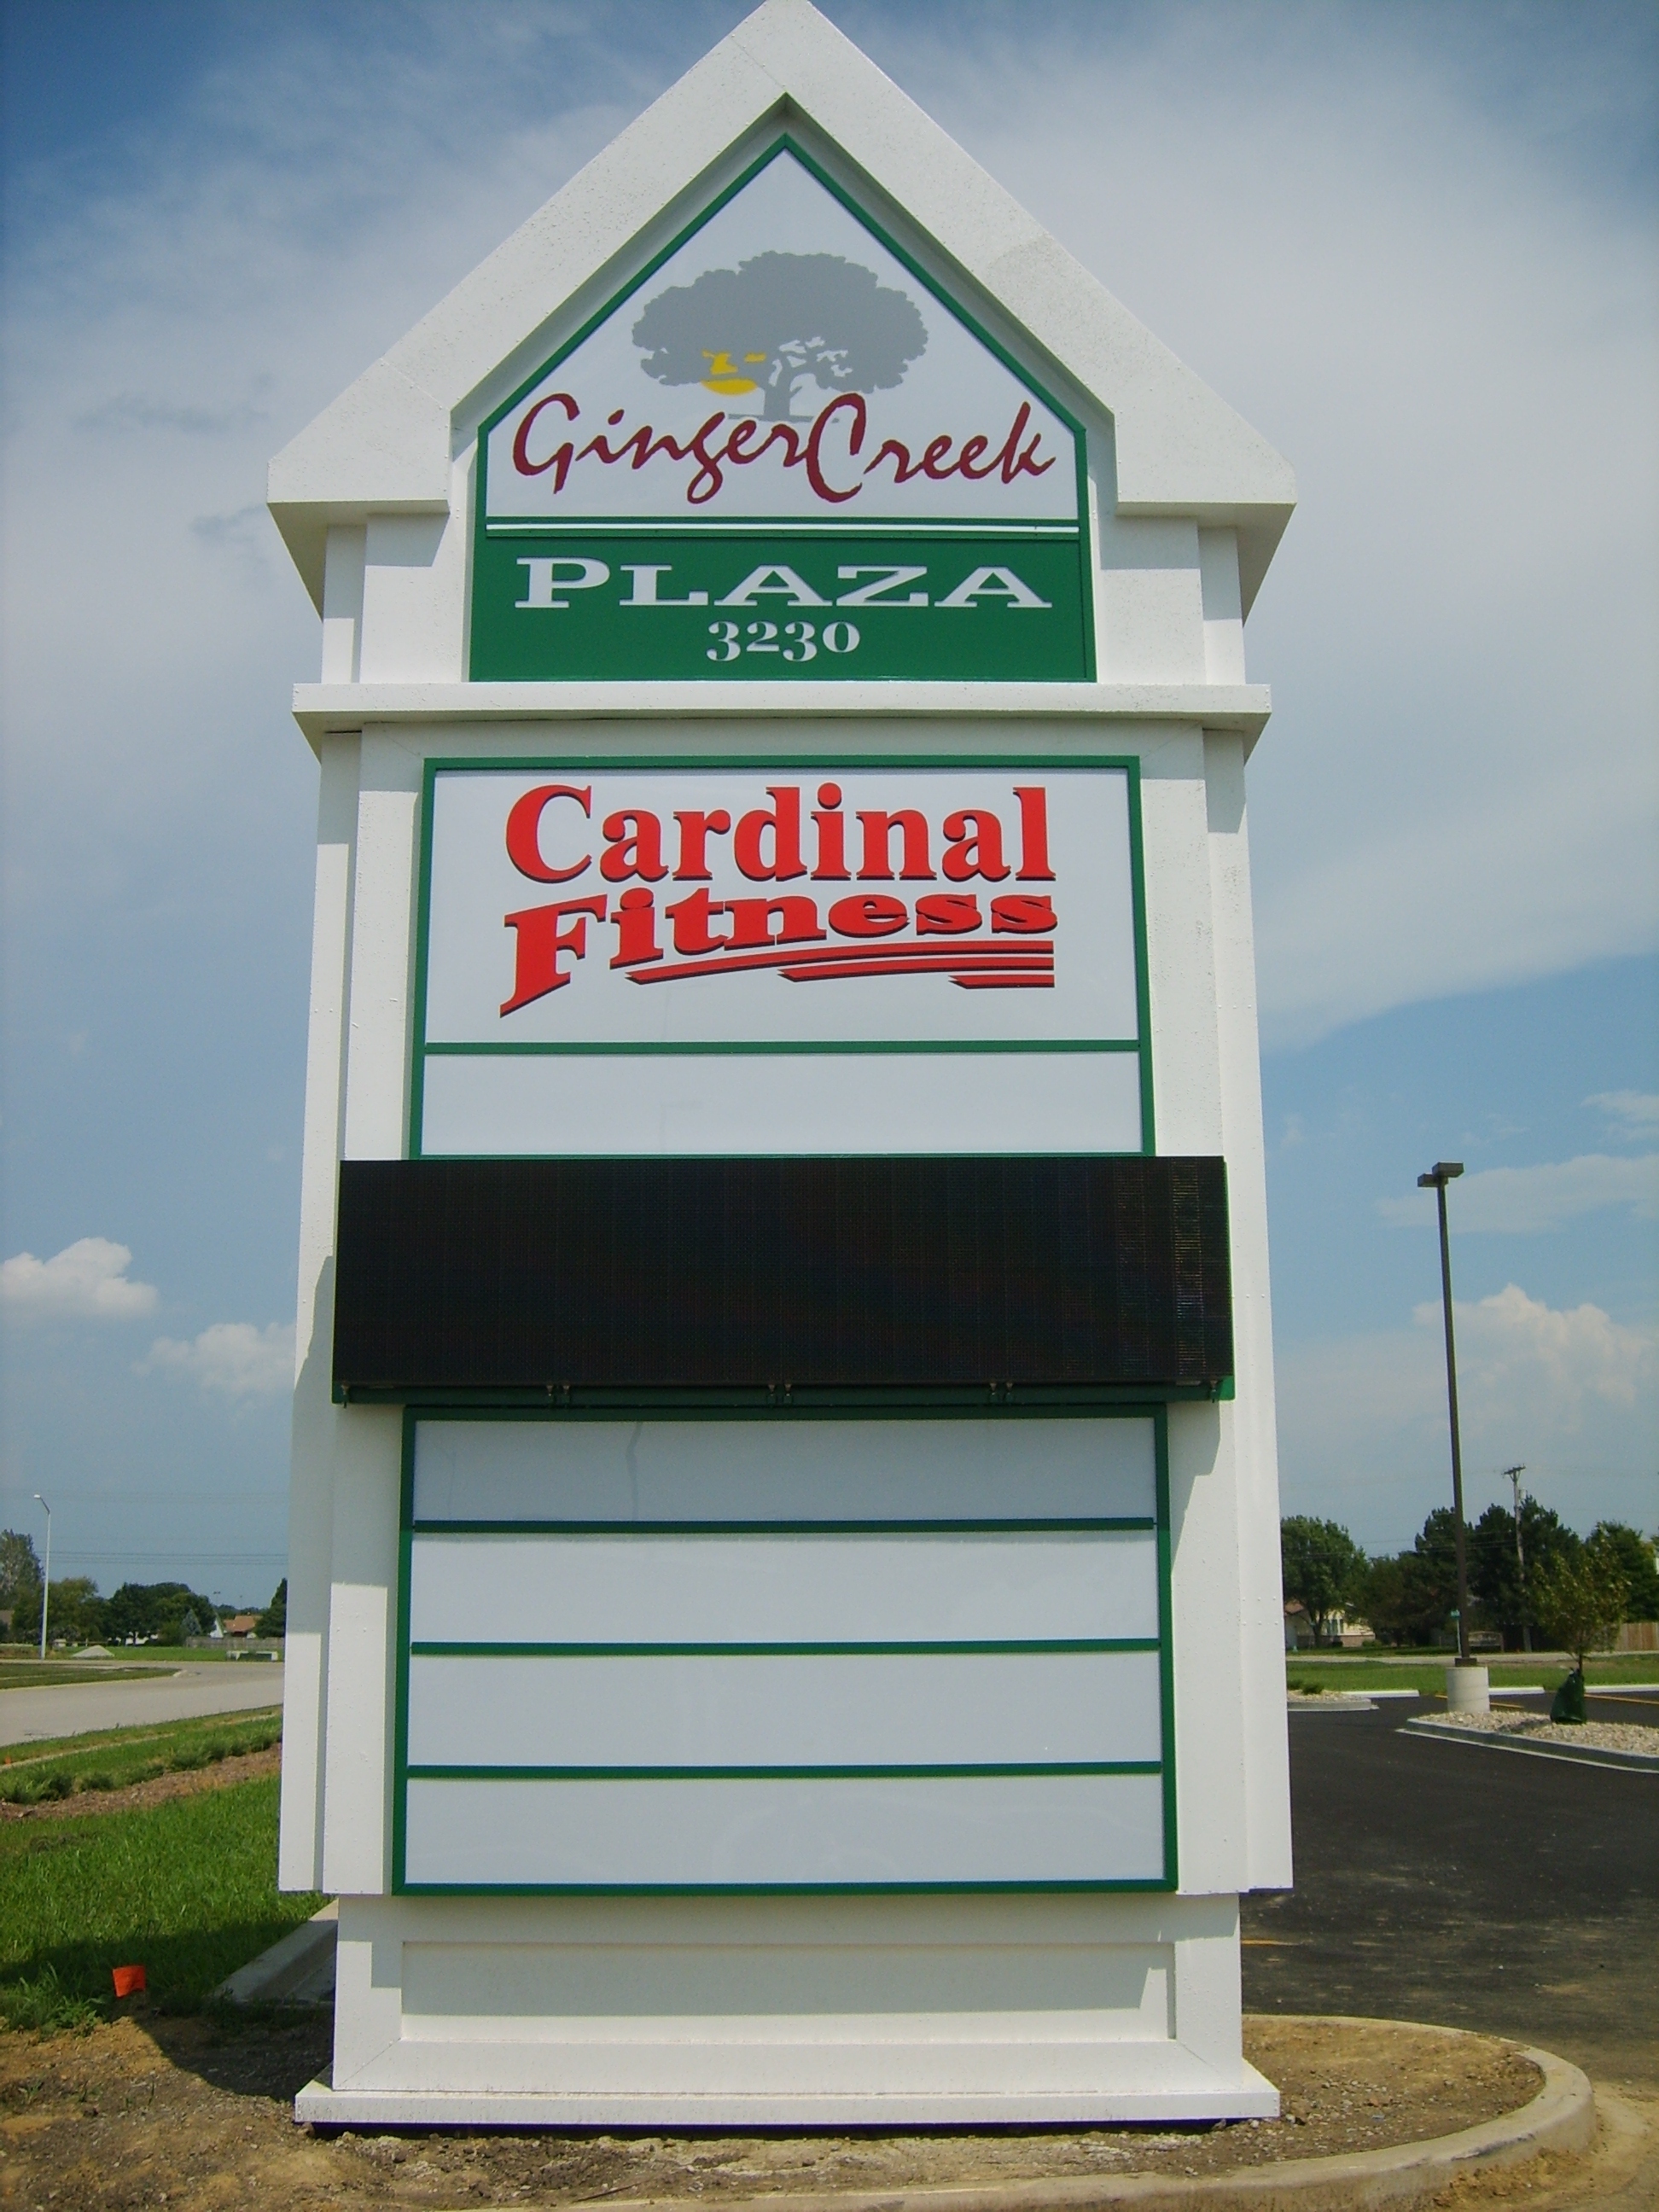 GingerCreek
PLAZA
3230
Cardinal
Fitness